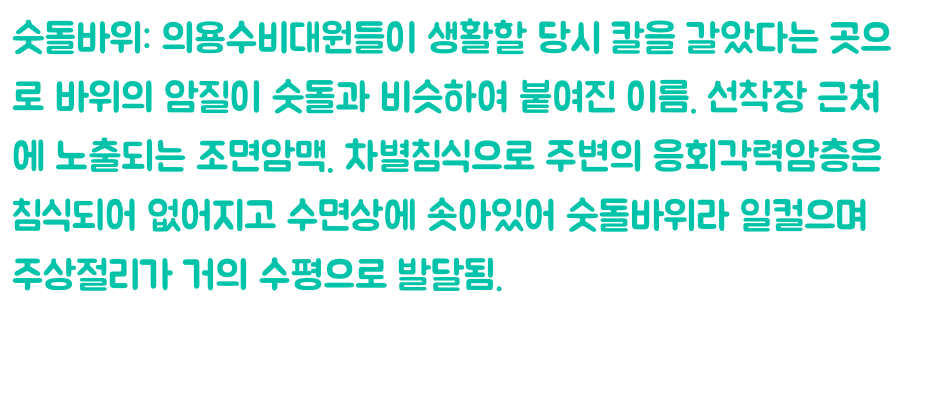 숫돌바위: 의용수비대원들이 생활할 당시 칼을 갈았다는 곳으
로 바위의 암질이 숫돌과 비슷하여 붙여진 이름. 선착장 근처
에 노출되는 조면암맥. 차별침식으로 주변의 응회각력암층은
침식되어 없어지고 수면상에 솟아있어 숫돌바위라 일컬으며
주상절리가 거의 수평으로 발달됨.